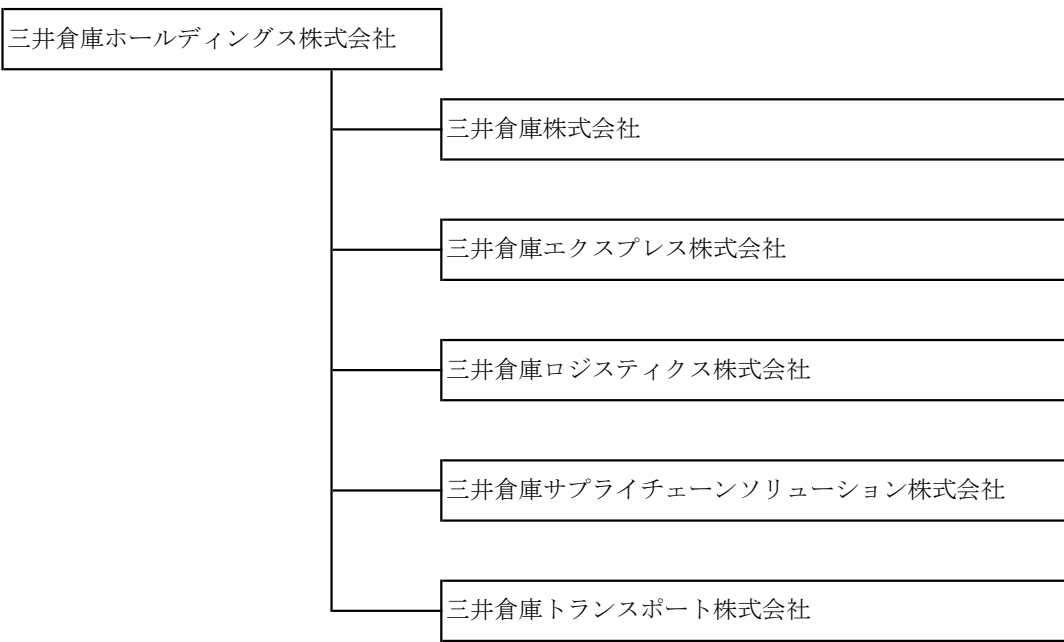 三井倉庫ホールディングス株式会社
三井倉庫株式会社
三井倉庫エクスプレス株式会社
三井倉庫ロジスティクス株式会社
三井倉庫サプライチェーンソリューション株式会社
三井倉庫トランスポート株式会社